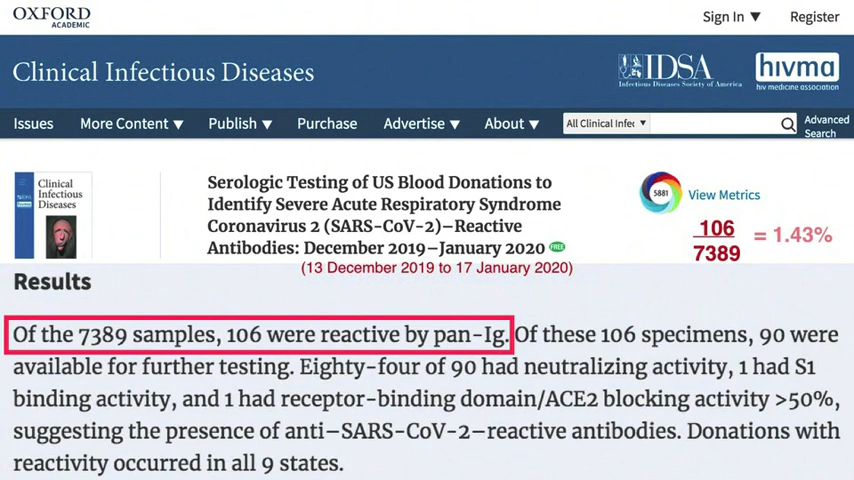 OXFORD
ACADEMIC
Sign In ▼ Register
Clinical Infectious Diseases
IDSA
Infectious Diseases Society of America
hivma
hiv medicine association
Issues More Content ▼ Publish ▼ Purchase Advertise ▼ About ▼
All Clinical Infec ▼
Advanced
Search
Clinical
Infectious
Diseases
Serologic Testing of US Blood Donations to
Identify Severe Acute Respiratory Syndrome
Coronavirus 2 (SARS-CoV-2)–Reactive
Antibodies: December 2019–January 2020 FREE
(13 December 2019 to 17 January 2020)
5881
View Metrics
106
7389
= 1.43%
Results
Of the 7389 samples, 106 were reactive by pan-Ig. Of these 106 specimens, 90 were
available for further testing. Eighty-four of 90 had neutralizing activity, 1 had S1
binding activity, and 1 had receptor-binding domain/ACE2 blocking activity >50%,
suggesting the presence of anti–SARS-CoV-2–reactive antibodies. Donations with
reactivity occurred in all 9 states.